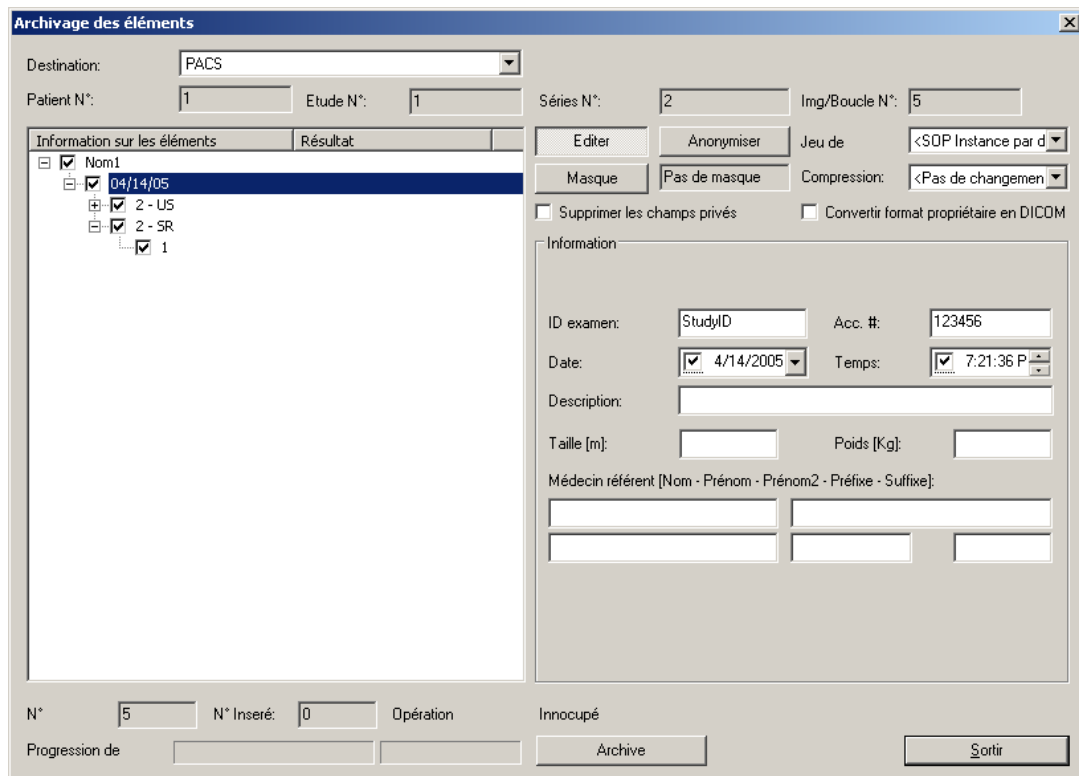 Archivage des éléments
Destination: PACS
Patient N°: 1 Etude N°: 1 Séries N°: 2 Img/Boucle N°: 5
Information sur les éléments Résultat
Nom1
04/14/05
2 - US
2 - SR
1
Editer Anonymiser Jeu de <SOP Instance par d
Masque Pas de masque Compression: <Pas de changemen
Supprimer les champs privés Convertir format propriétaire en DICOM
Information
ID examen: StudyID Acc. #: 123456
Date: 4/14/2005 Temps: 7:21:36 P
Description:
Taille [m]: Poids [Kg]:
Médecin référent [Nom - Prénom - Prénom2 - Préfixe - Suffixe]:
N° 5 N° Inseré: 0 Opération Innocupé
Progression de Archive Sortir